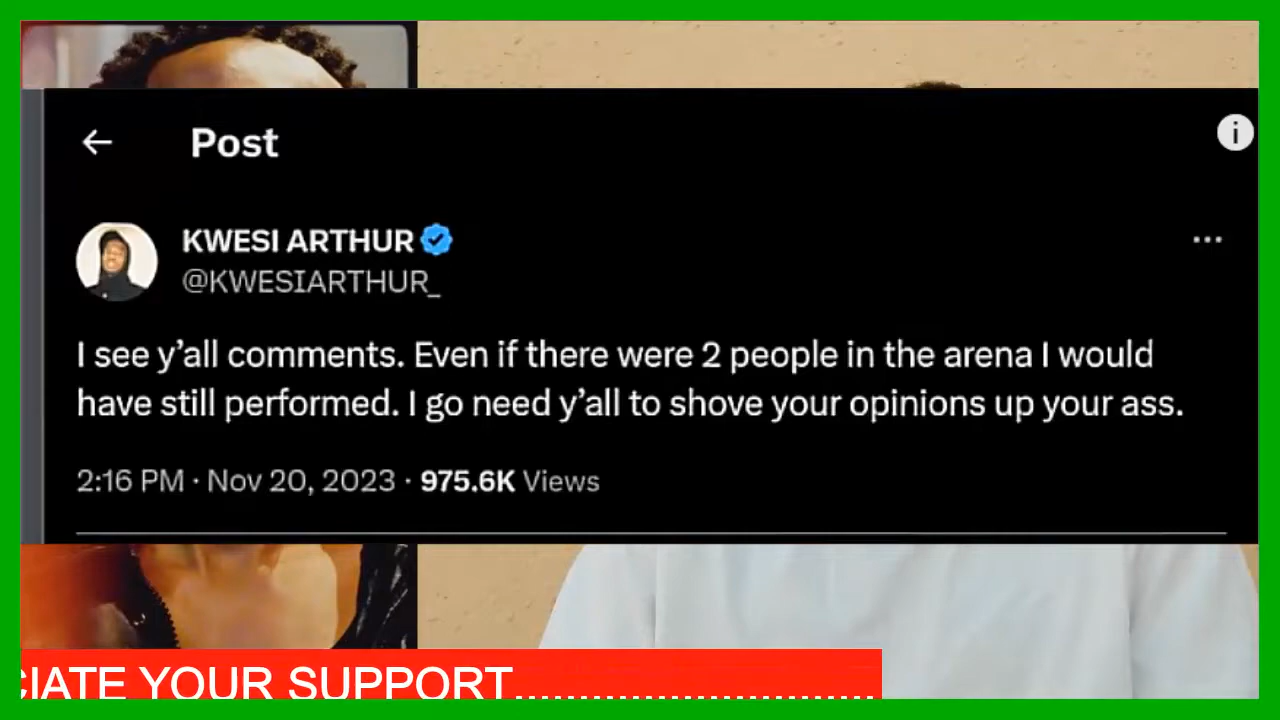 Post
KWESI ARTHUR
@KWESIARTHUR_
I see y’all comments. Even if there were 2 people in the arena I would
have still performed. I go need y’all to shove your opinions up your ass.
2:16 PM · Nov 20, 2023 · 975.6K Views
CIATE YOUR SUPPORT..............................